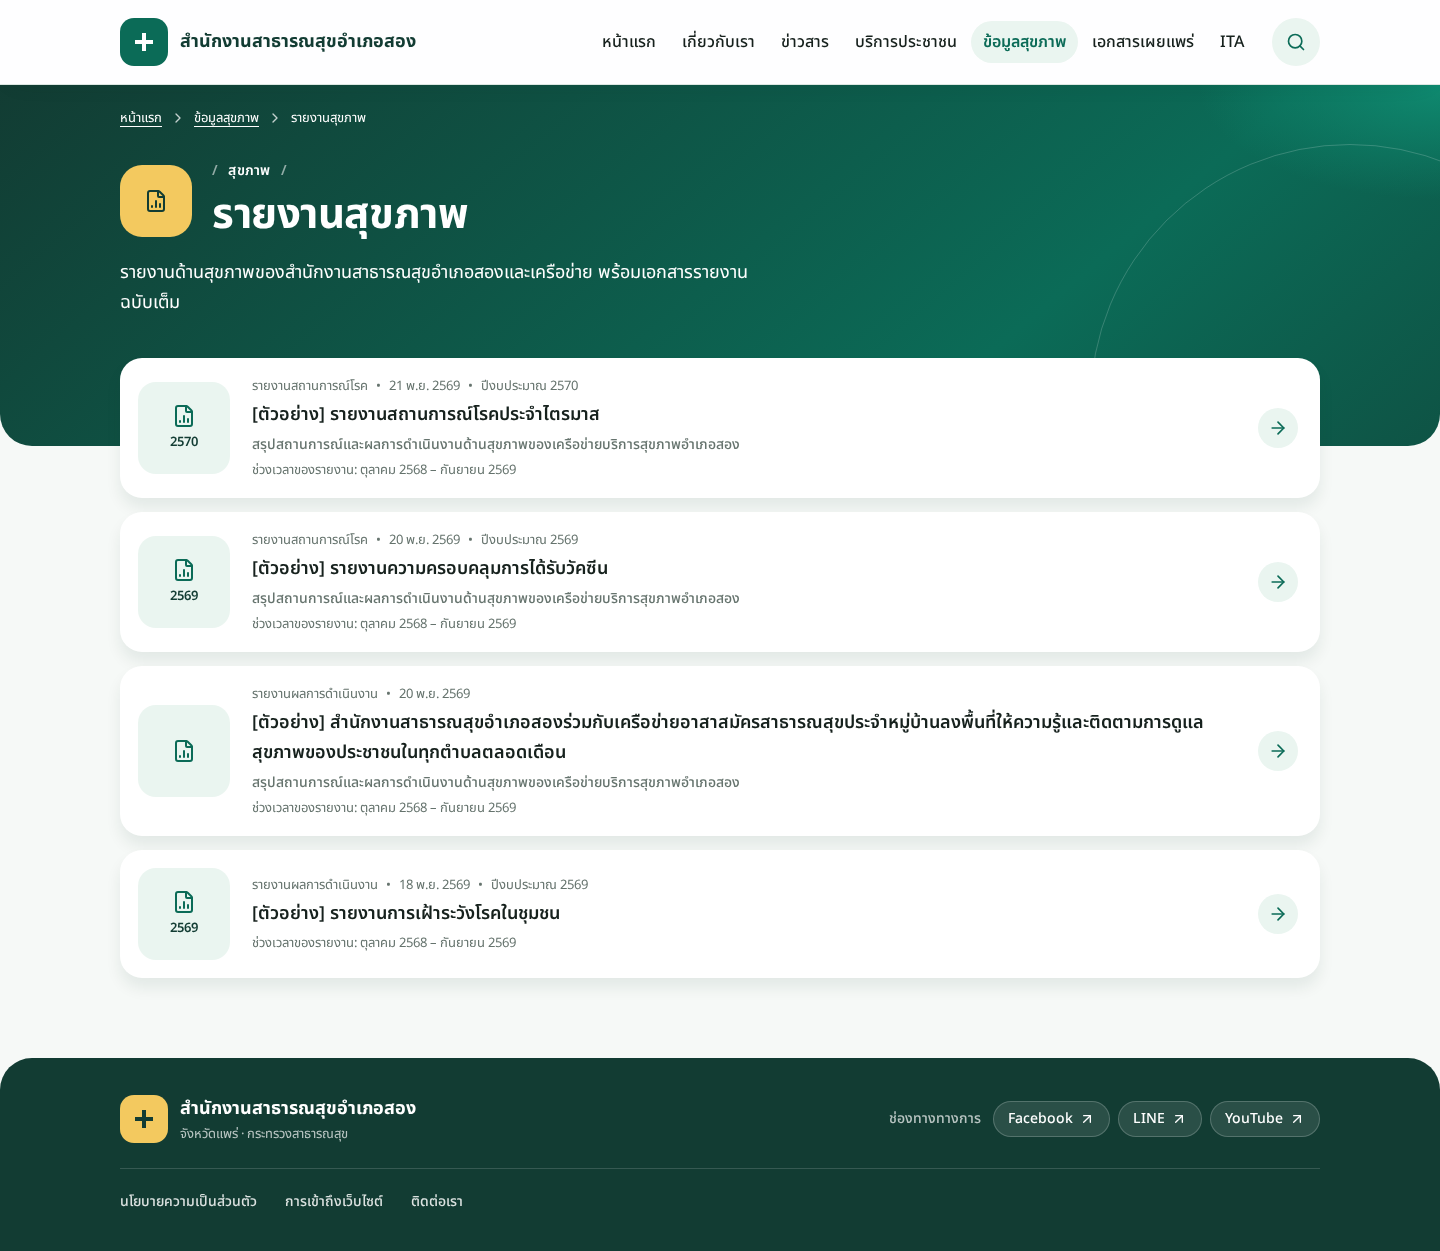 สำนักงานสาธารณสุขอำเภอสอง
หน้าแรก เกี่ยวกับเรา ข่าวสาร บริการประชาชน ข้อมูลสุขภาพ เอกสารเผยแพร่ ITA
หน้าแรก > ข้อมูลสุขภาพ > รายงานสุขภาพ
/ สุขภาพ /
รายงานสุขภาพ
รายงานด้านสุขภาพของสำนักงานสาธารณสุขอำเภอสองและเครือข่าย พร้อมเอกสารรายงาน
ฉบับเต็ม
2570
รายงานสถานการณ์โรค • 21 พ.ย. 2569 • ปีงบประมาณ 2570
[ตัวอย่าง] รายงานสถานการณ์โรคประจำไตรมาส
สรุปสถานการณ์และผลการดำเนินงานด้านสุขภาพของเครือข่ายบริการสุขภาพอำเภอสอง
ช่วงเวลาของรายงาน: ตุลาคม 2568 – กันยายน 2569
2569
รายงานสถานการณ์โรค • 20 พ.ย. 2569 • ปีงบประมาณ 2569
[ตัวอย่าง] รายงานความครอบคลุมการได้รับวัคซีน
สรุปสถานการณ์และผลการดำเนินงานด้านสุขภาพของเครือข่ายบริการสุขภาพอำเภอสอง
ช่วงเวลาของรายงาน: ตุลาคม 2568 – กันยายน 2569
รายงานผลการดำเนินงาน • 20 พ.ย. 2569
[ตัวอย่าง] สำนักงานสาธารณสุขอำเภอสองร่วมกับเครือข่ายอาสาสมัครสาธารณสุขประจำหมู่บ้านลงพื้นที่ให้ความรู้และติดตามการดูแล
สุขภาพของประชาชนในทุกตำบลตลอดเดือน
สรุปสถานการณ์และผลการดำเนินงานด้านสุขภาพของเครือข่ายบริการสุขภาพอำเภอสอง
ช่วงเวลาของรายงาน: ตุลาคม 2568 – กันยายน 2569
2569
รายงานผลการดำเนินงาน • 18 พ.ย. 2569 • ปีงบประมาณ 2569
[ตัวอย่าง] รายงานการเฝ้าระวังโรคในชุมชน
ช่วงเวลาของรายงาน: ตุลาคม 2568 – กันยายน 2569
สำนักงานสาธารณสุขอำเภอสอง
จังหวัดแพร่ · กระทรวงสาธารณสุข
ช่องทางทางการ Facebook LINE YouTube
นโยบายความเป็นส่วนตัว การเข้าถึงเว็บไซต์ ติดต่อเรา